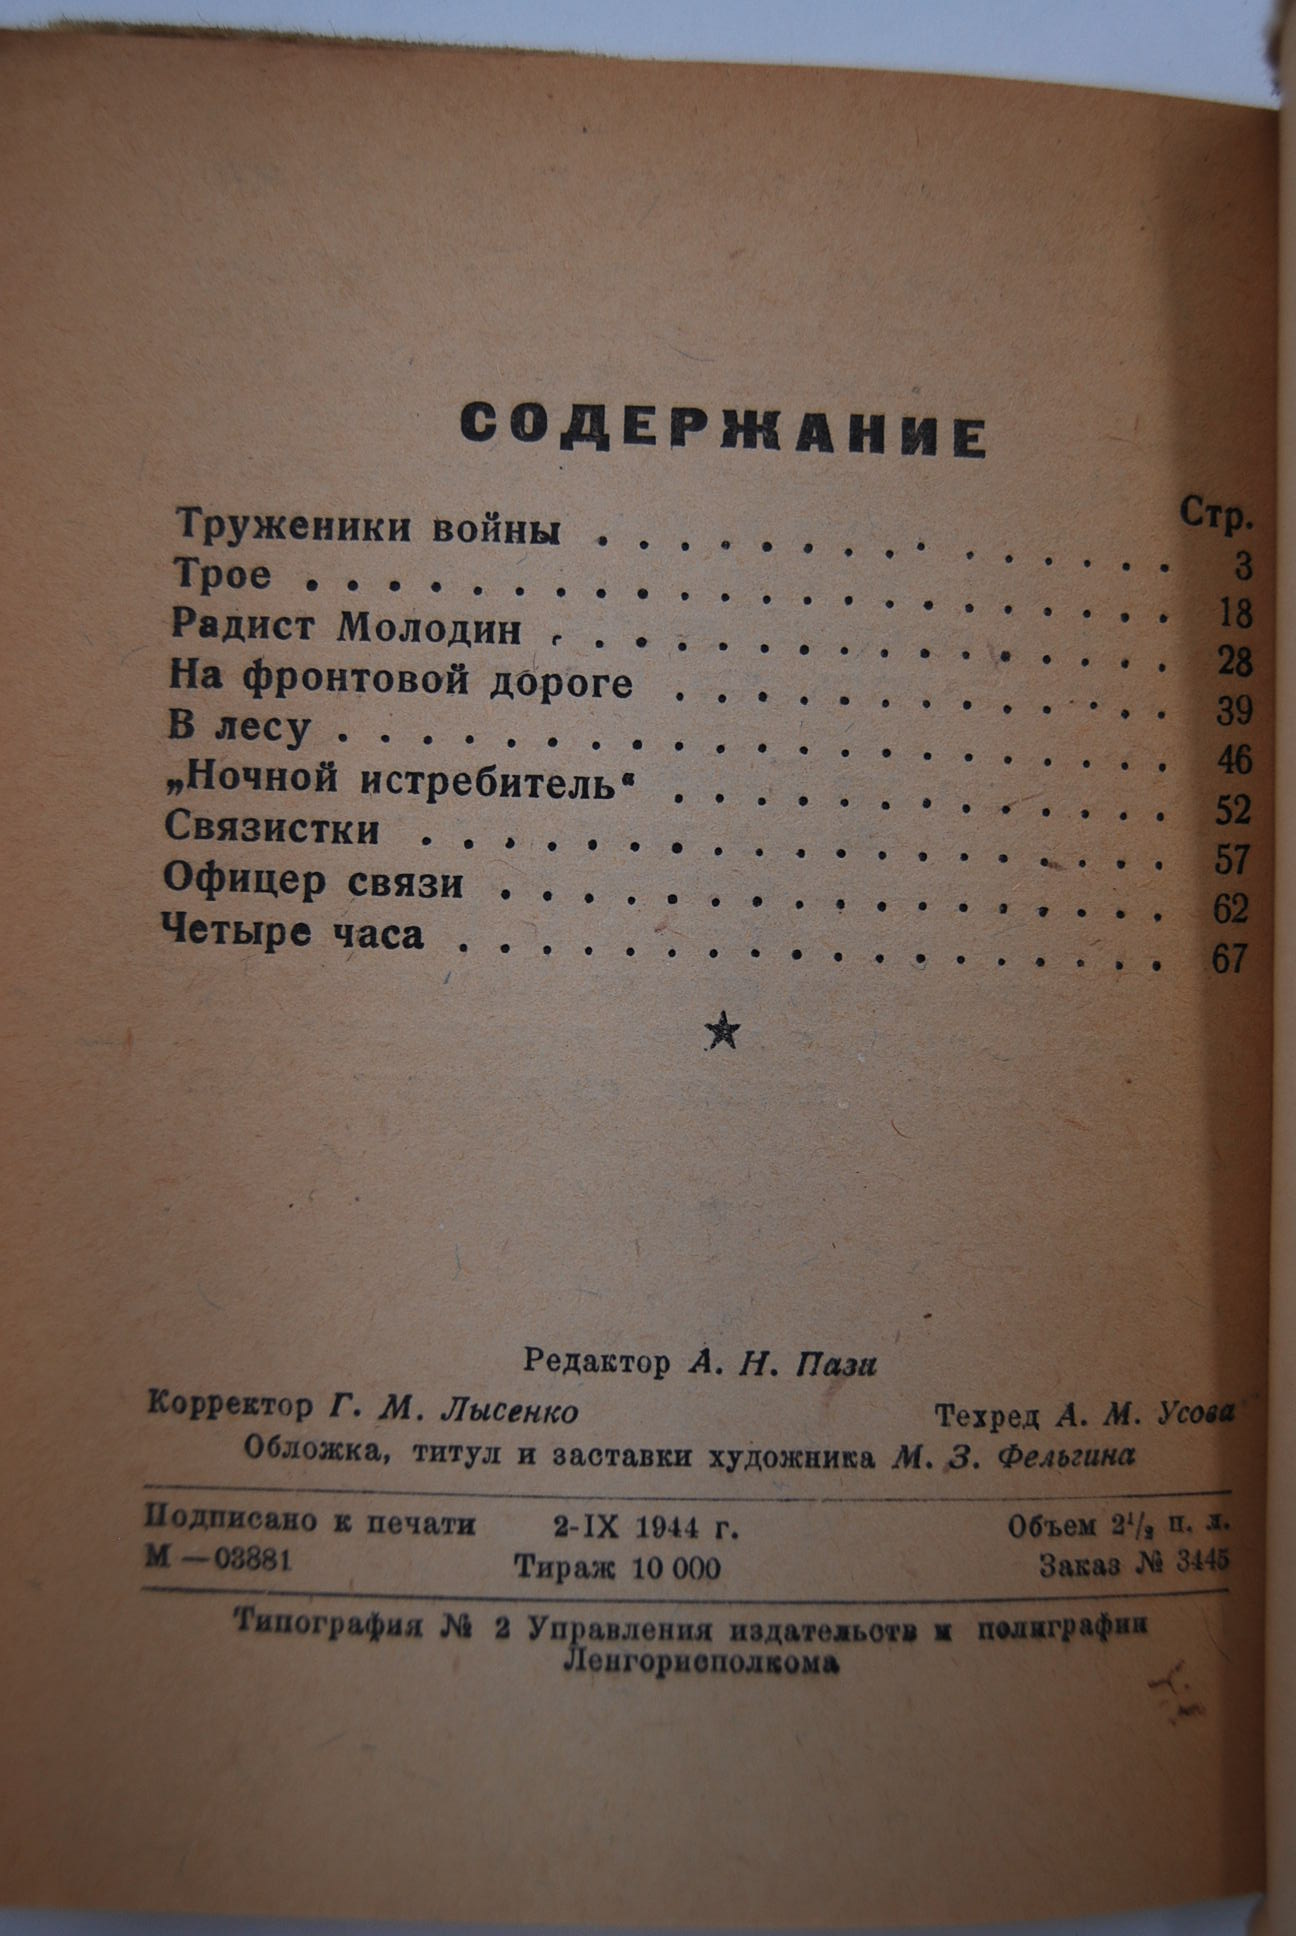 СОДЕРЖАНИЕ
Стр.
Труженики войны . . . . . . . . . . . . . . . 3
Трое . . . . . . . . . . . . . . . . . . . . . 18
Радист Молодин . . . . . . . . . . . . . . . 28
На фронтовой дороге . . . . . . . . . . . . 39
В лесу . . . . . . . . . . . . . . . . . . . . 46
„Ночной истребитель“ . . . . . . . . . . . . 52
Связистки . . . . . . . . . . . . . . . . . . 57
Офицер связи . . . . . . . . . . . . . . . . 62
Четыре часа . . . . . . . . . . . . . . . . . 67
Редактор А. Н. Пази
Корректор Г. М. Лысенко Техред А. М. Усова
Обложка, титул и заставки художника М. З. Фельгина
Подписано к печати 2-IX 1944 г. Объем 2¹/₂ п. л.
М—03881 Тираж 10 000 Заказ № 3445
Типография № 2 Управления издательств и полиграфии
Ленгорисполкома